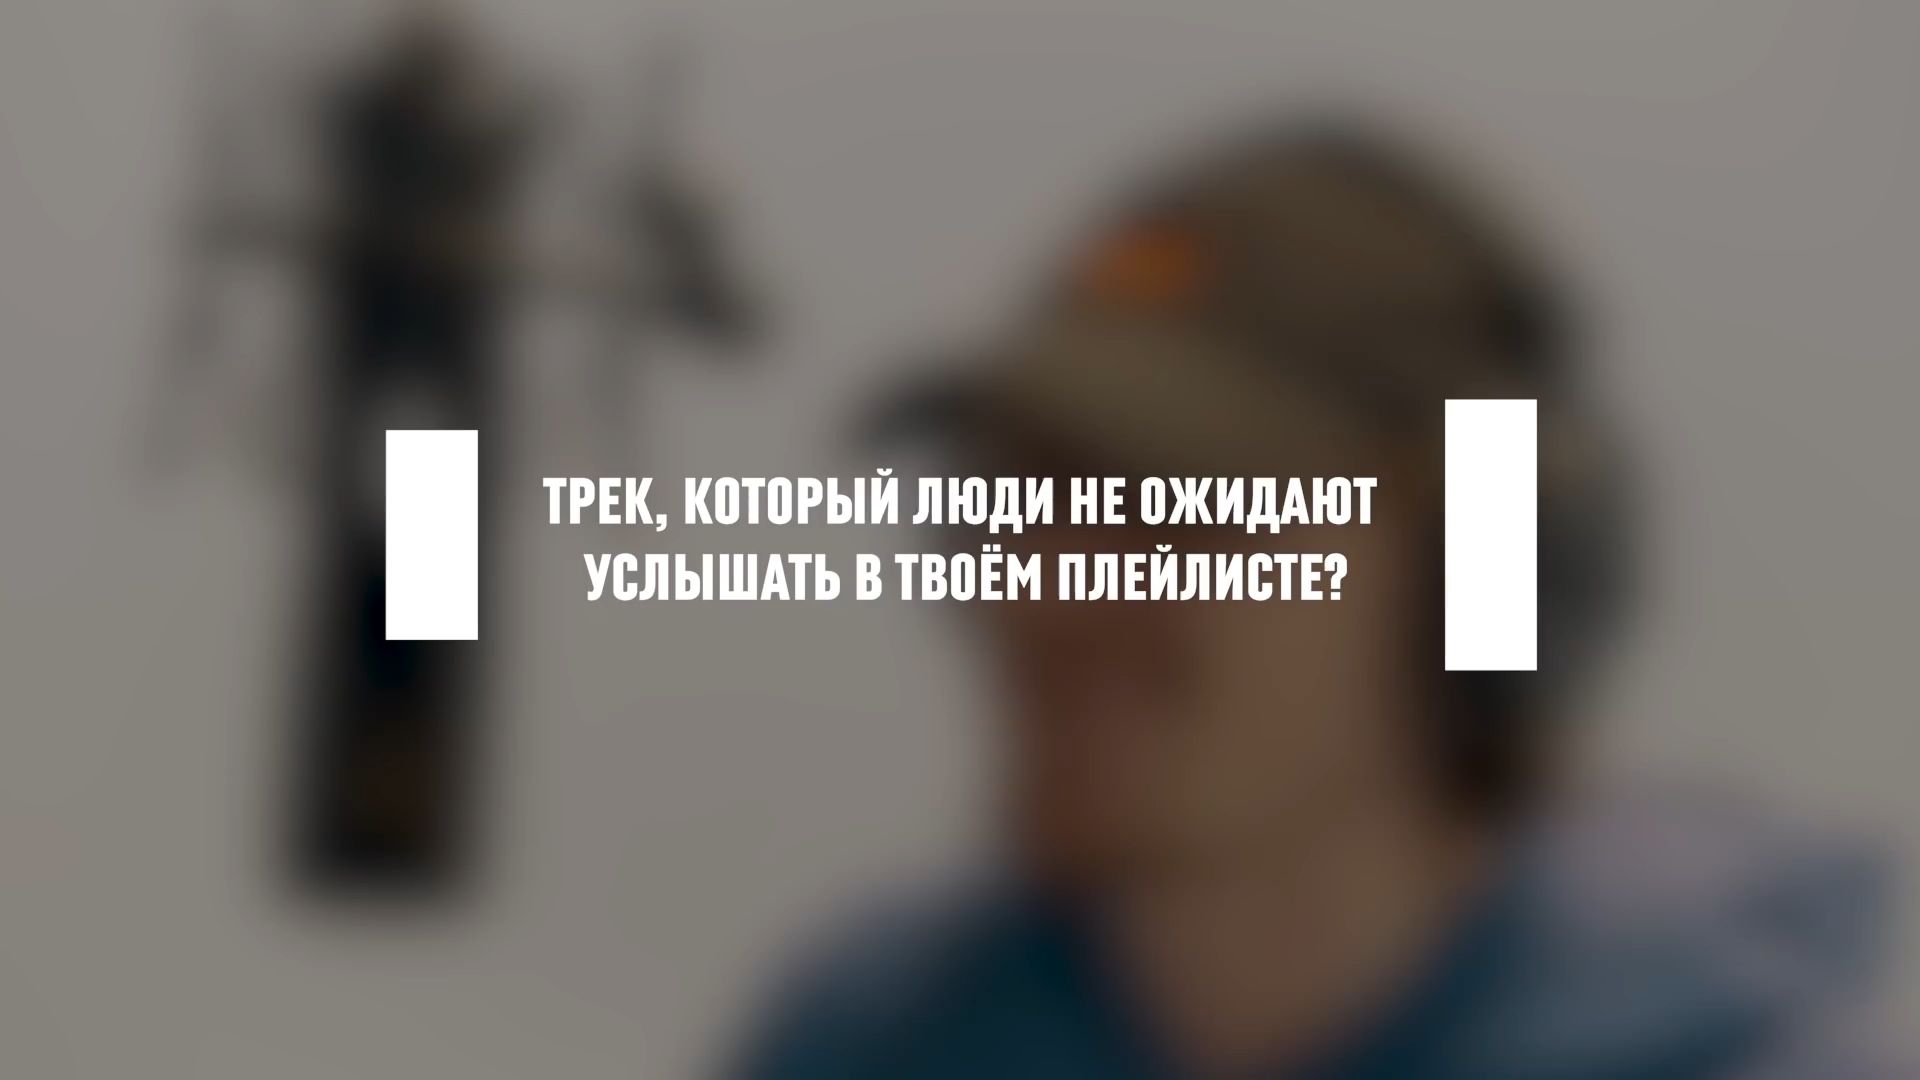 ТРЕК, КОТОРЫЙ ЛЮДИ НЕ ОЖИДАЮТ
УСЛЫШАТЬ В ТВОЁМ ПЛЕЙЛИСТЕ?